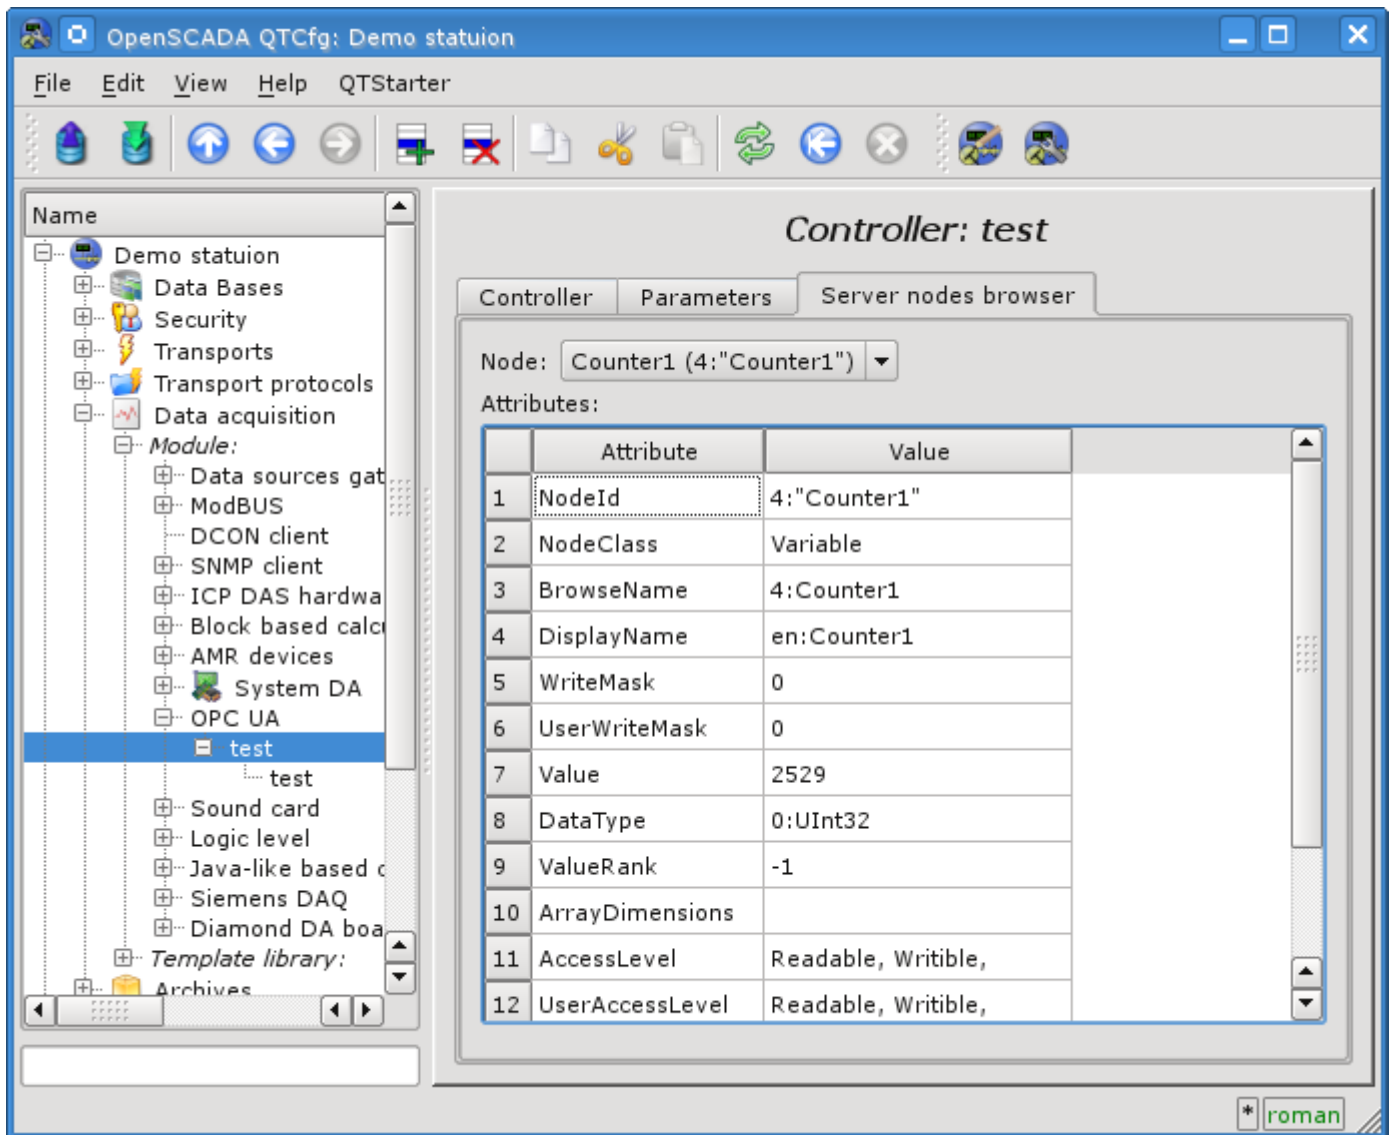 OpenSCADA QTCfg: Demo statuion
File Edit View Help QTStarter
Name
Demo statuion
Data Bases
Security
Transports
Transport protocols
Data acquisition
Module:
Data sources gat
ModBUS
DCON client
SNMP client
ICP DAS hardwa
Block based calcu
AMR devices
System DA
OPC UA
test
test
Sound card
Logic level
Java-like based c
Siemens DAQ
Diamond DA boa
Template library:
Archives
Controller: test
Controller Parameters Server nodes browser
Node: Counter1 (4:"Counter1")
Attributes:
Attribute Value
1 NodeId 4:"Counter1"
2 NodeClass Variable
3 BrowseName 4:Counter1
4 DisplayName en:Counter1
5 WriteMask 0
6 UserWriteMask 0
7 Value 2529
8 DataType 0:UInt32
9 ValueRank -1
10 ArrayDimensions
11 AccessLevel Readable, Writible,
12 UserAccessLevel Readable, Writible,
* roman